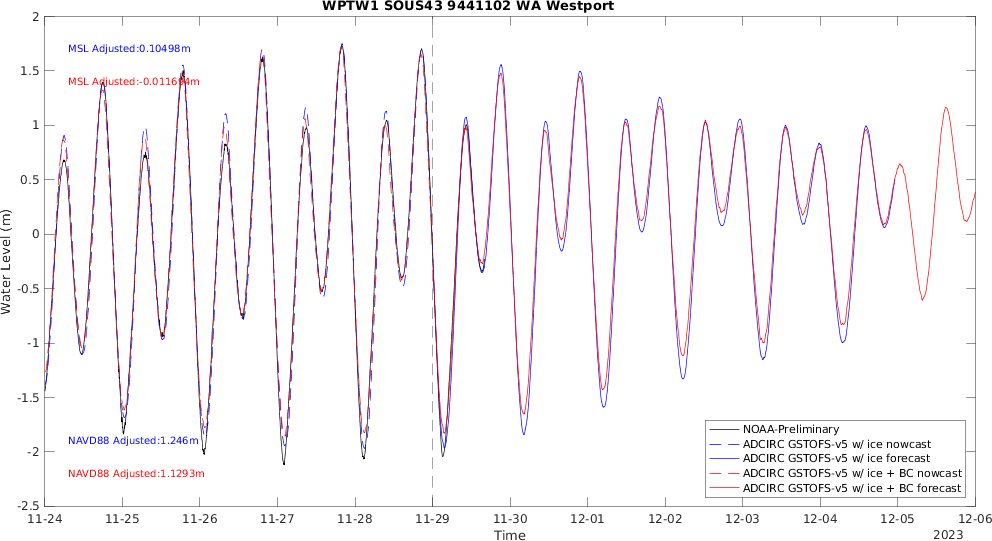 WPTW1 SOUS43 9441102 WA Westport
2
1.5
1
0.5
0
-0.5
-1
-1.5
-2
-2.5
Water Level (m)
MSL Adjusted:0.10498m
MSL Adjusted:-0.011694m
NAVD88 Adjusted:1.246m
NAVD88 Adjusted:1.1293m
NOAA-Preliminary
ADCIRC GSTOFS-v5 w/ ice nowcast
ADCIRC GSTOFS-v5 w/ ice forecast
ADCIRC GSTOFS-v5 w/ ice + BC nowcast
ADCIRC GSTOFS-v5 w/ ice + BC forecast
11-24 11-25 11-26 11-27 11-28 11-29 11-30 12-01 12-02 12-03 12-04 12-05 12-06
Time
2023